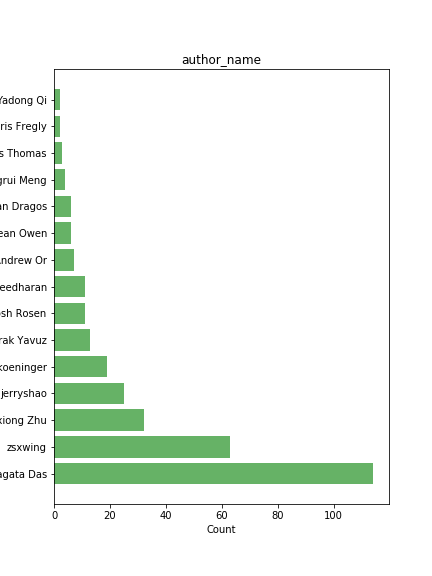 author_name
Yadong Qi
ris Fregly
s Thomas
grui Meng
an Dragos
ean Owen
Andrew Or
eedharan
osh Rosen
rak Yavuz
koeninger
jerryshao
xiong Zhu
zsxwing
agata Das
0 20 40 60 80 100
Count